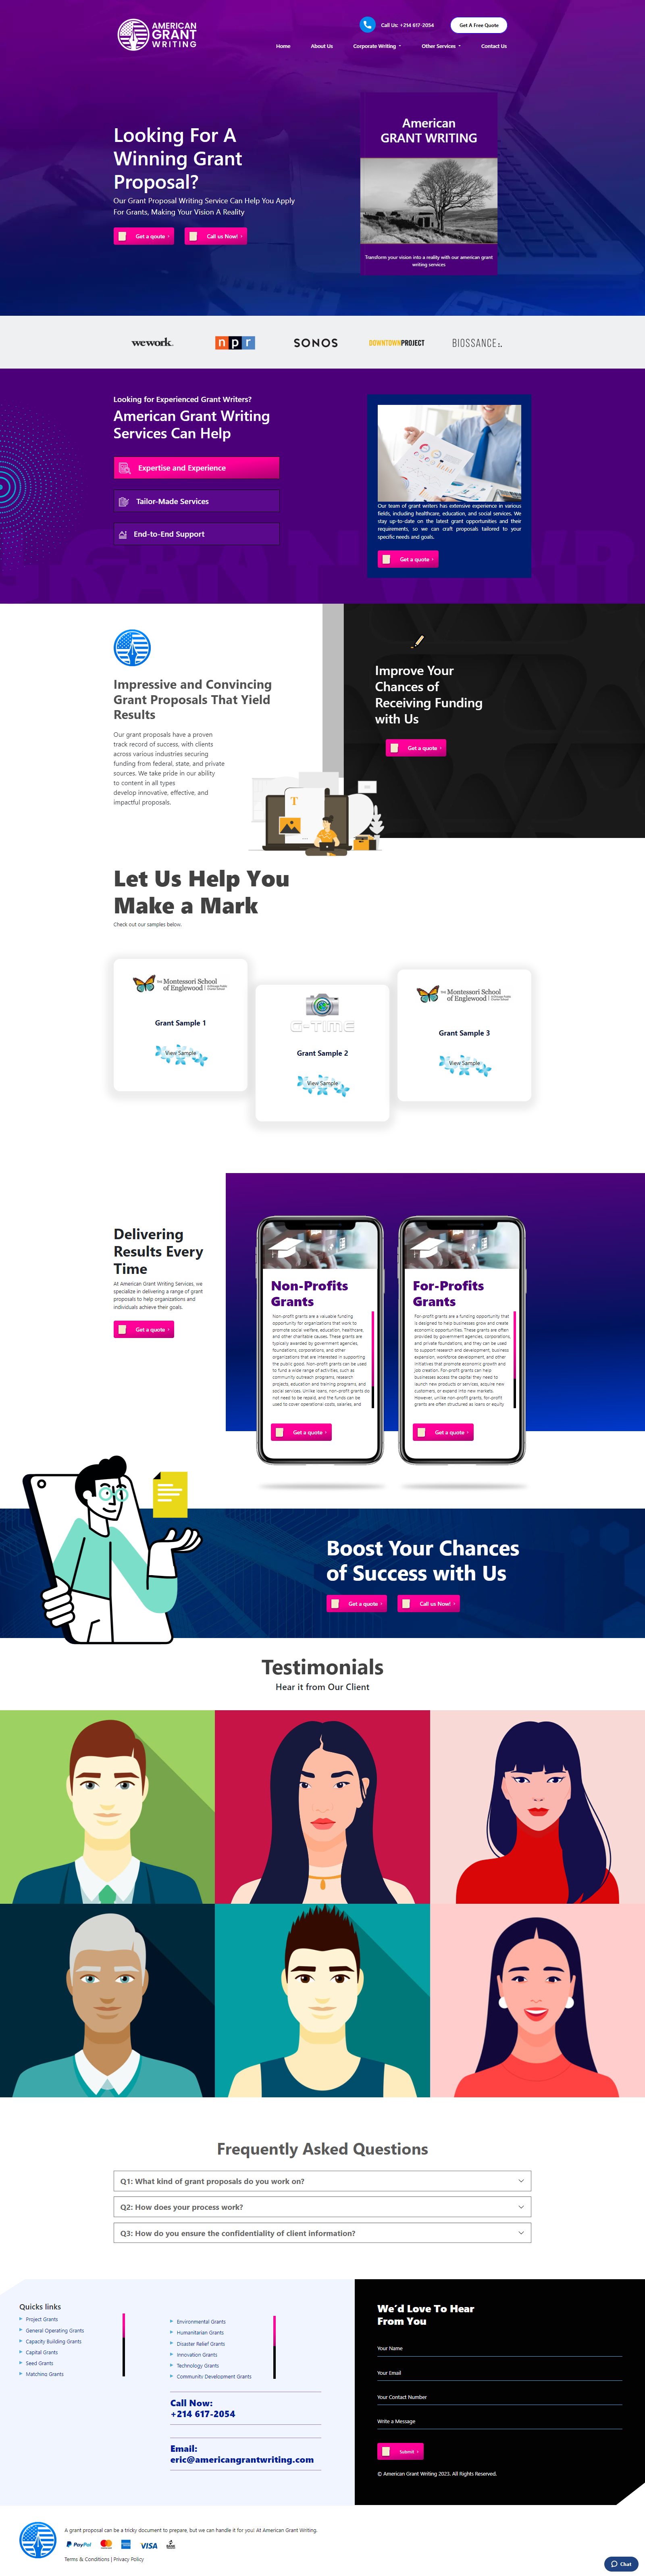 AMERICAN
GRANT
WRITING
Call Us: +214 617-2054
Get A Free Quote
Home
About Us
Corporate Writing
Other Services
Contact Us
Looking For A
Winning Grant
Proposal?
Our Grant Proposal Writing Service Can Help You Apply
For Grants, Making Your Vision A Reality
Get a qoute
Call us Now!
American
GRANT WRITING
Transform your vision into a reality with our american grant
writing services
wework
npr
SONOS
DOWNTOWNPROJECT
BIOSSANCE
Looking for Experienced Grant Writers?
American Grant Writing
Services Can Help
Expertise and Experience
Tailor-Made Services
End-to-End Support
Our team of grant writers has extensive experience in various
fields, including healthcare, education, and social services. We
stay up-to-date on the latest grant opportunities and their
requirements, so we can craft proposals tailored to your
specific needs and goals.
Get a quote
Impressive and Convincing
Grant Proposals That Yield
Results
Our grant proposals have a proven
track record of success, with clients
across various industries securing
funding from federal, state, and private
sources. We take pride in our ability
to content in all types
develop innovative, effective, and
impactful proposals.
Improve Your
Chances of
Receiving Funding
with Us
Get a quote
Let Us Help You
Make a Mark
Check out our samples below.
The Montessori School
of Englewood
Grant Sample 1
View Sample
G-TIME
Grant Sample 2
View Sample
The Montessori School
of Englewood
Grant Sample 3
View Sample
Delivering
Results Every
Time
At American Grant Writing Services, we
specialize in delivering a range of grant
proposals to help organizations and
individuals achieve their goals.
Get a quote
Non-Profits
Grants
Non-profit grants are a valuable funding
opportunity for organizations that work to
promote social welfare, education, healthcare,
and other charitable causes. These grants are
typically awarded by government agencies,
foundations, corporations, and other
organizations that are interested in supporting
the public good. Non-profit grants can be used
to fund a wide range of activities, such as
community outreach programs, research
projects, education and training programs, and
social services. Unlike loans, non-profit grants do
not need to be repaid, and the funds can be
used to cover operational costs, salaries, and
Get a quote
For-Profits
Grants
For-profit grants are a funding opportunity that
is designed to help businesses grow and create
economic opportunities. These grants are often
provided by government agencies, corporations,
and private foundations, and they can be used
to support research and development, business
expansion, workforce development, and other
initiatives that promote economic growth and
job creation. For-profit grants can help
businesses access the capital they need to
launch new products or services, acquire new
customers, or expand into new markets.
However, unlike non-profit grants, for-profit
grants are often structured as loans or equity
Get a quote
Boost Your Chances
of Success with Us
Get a quote
Call us Now!
Testimonials
Hear it from Our Client
Frequently Asked Questions
Q1: What kind of grant proposals do you work on?
Q2: How does your process work?
Q3: How do you ensure the confidentiality of client information?
Quicks links
Project Grants
General Operating Grants
Capacity Building Grants
Capital Grants
Seed Grants
Matching Grants
Environmental Grants
Humanitarian Grants
Disaster Relief Grants
Innovation Grants
Technology Grants
Community Development Grants
Call Now:
+214 617-2054
Email:
eric@americangrantwriting.com
We'd Love To Hear
From You
Your Name
Your Email
Your Contact Number
Write a Message
Submit
© American Grant Writing 2023. All Rights Reserved.
A grant proposal can be a tricky document to prepare, but we can handle it for you! At American Grant Writing.
PayPal
VISA
Terms & Conditions | Privacy Policy
Chat